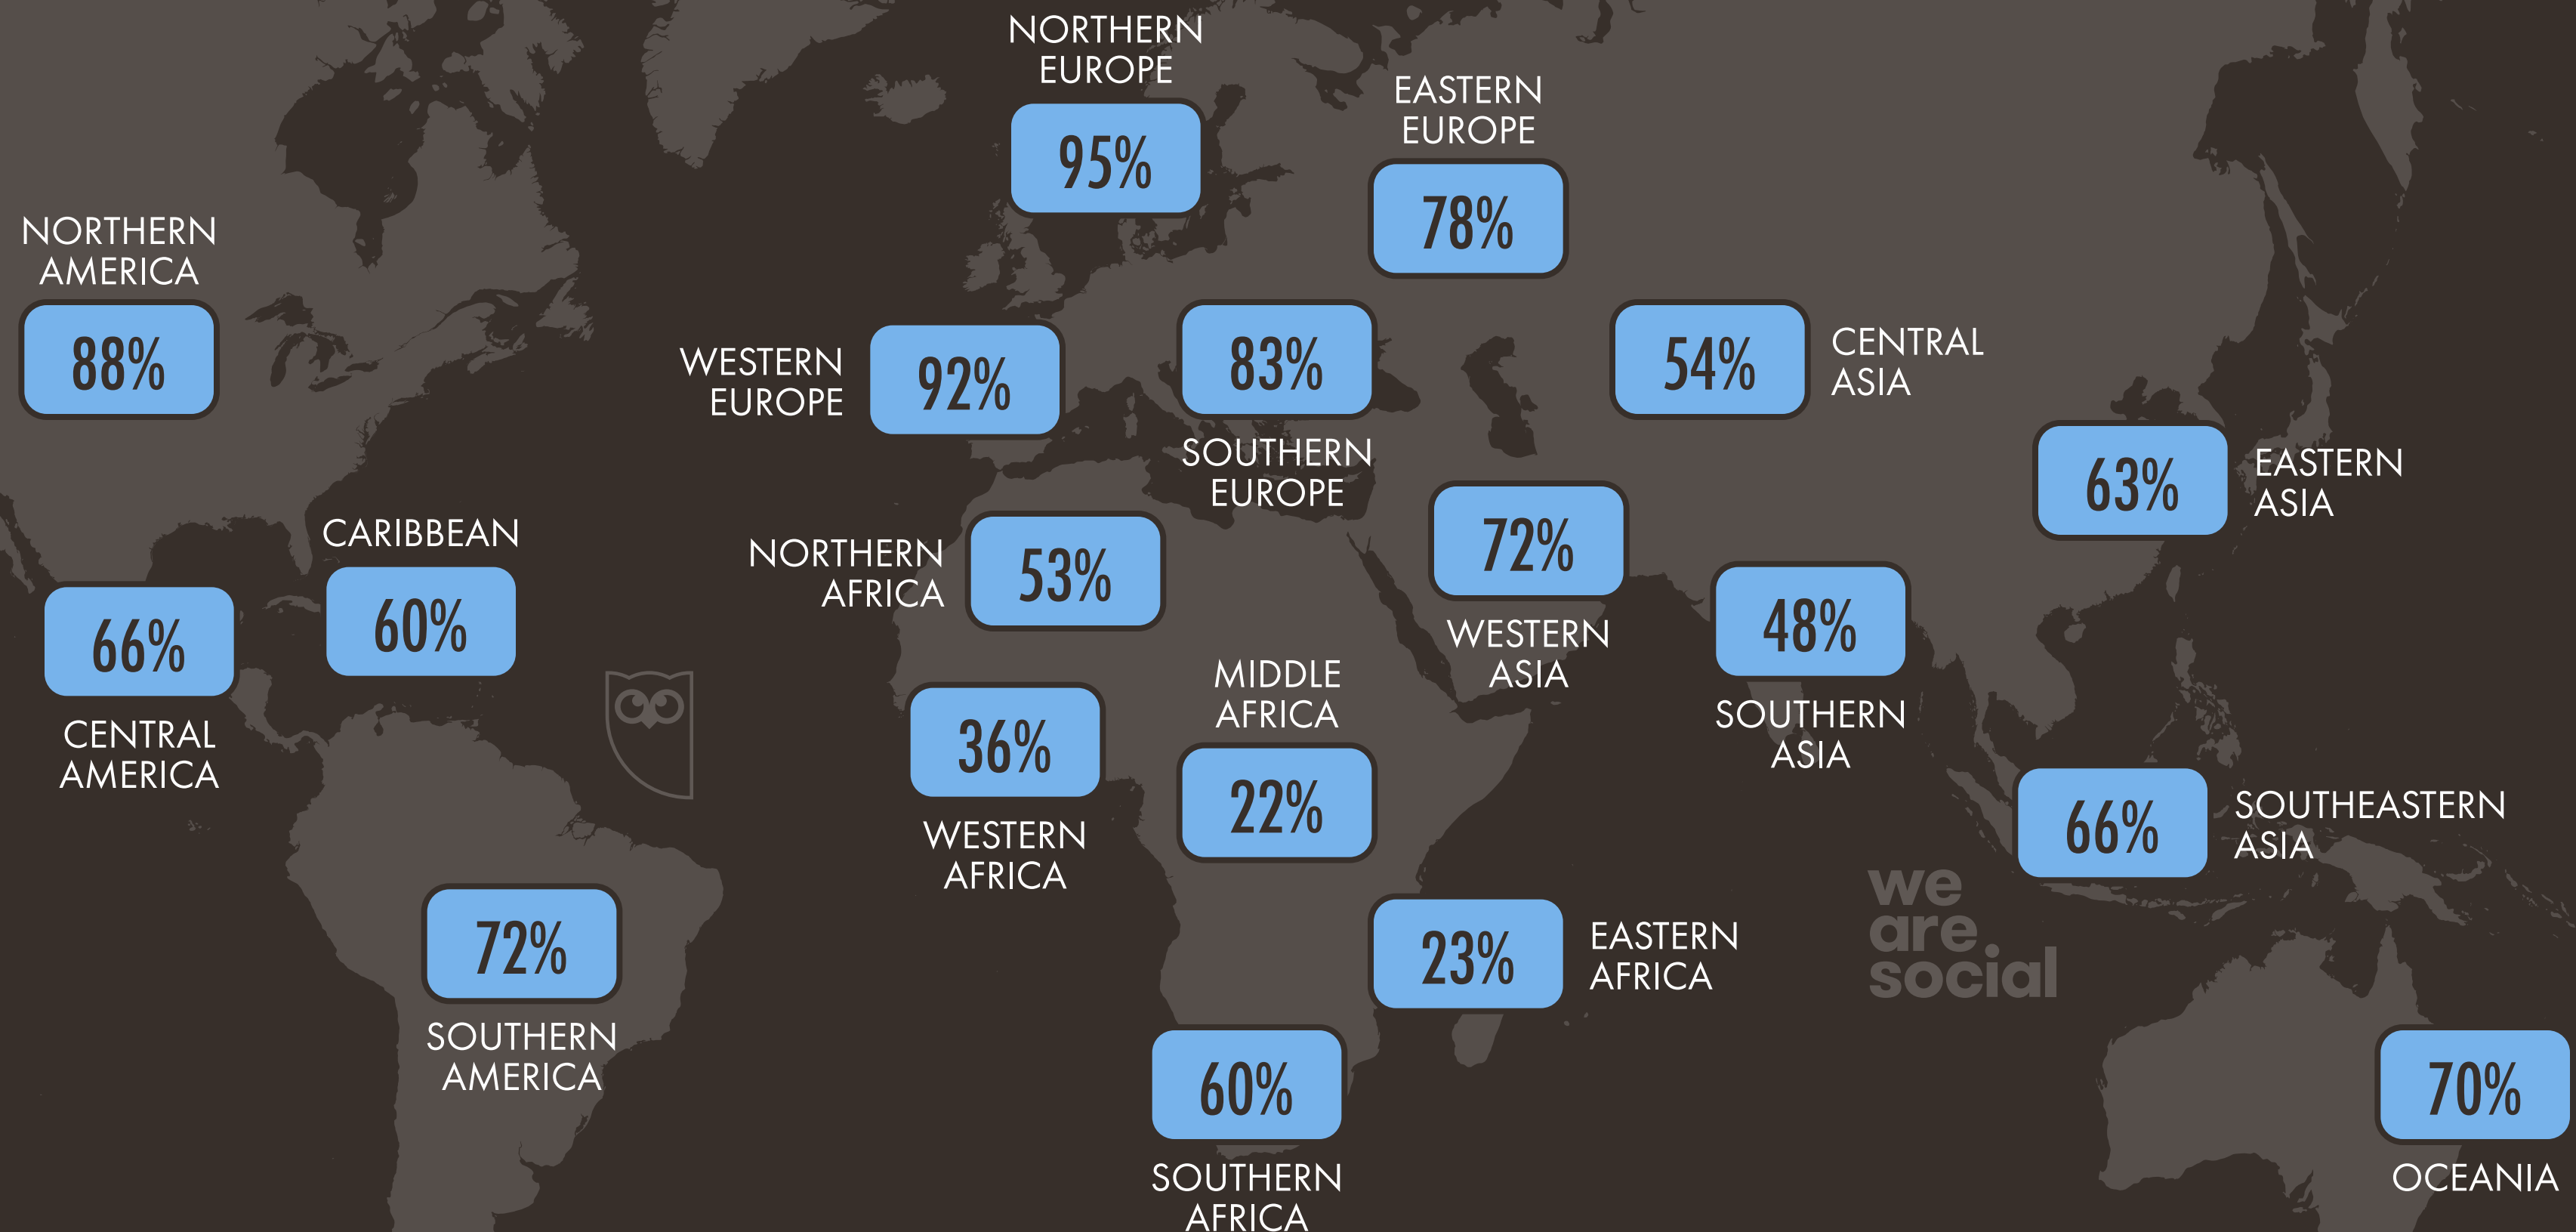 NORTHERN
EUROPE
95%
EASTERN
EUROPE
78%
NORTHERN
AMERICA
88%
WESTERN
EUROPE
92%
83%
SOUTHERN
EUROPE
54%
CENTRAL
ASIA
63%
EASTERN
ASIA
CARIBBEAN
60%
NORTHERN
AFRICA
53%
72%
WESTERN
ASIA
48%
SOUTHERN
ASIA
66%
CENTRAL
AMERICA
36%
WESTERN
AFRICA
MIDDLE
AFRICA
22%
66%
SOUTHEASTERN
ASIA
72%
SOUTHERN
AMERICA
23%
EASTERN
AFRICA
we
are
social
60%
SOUTHERN
AFRICA
70%
OCEANIA